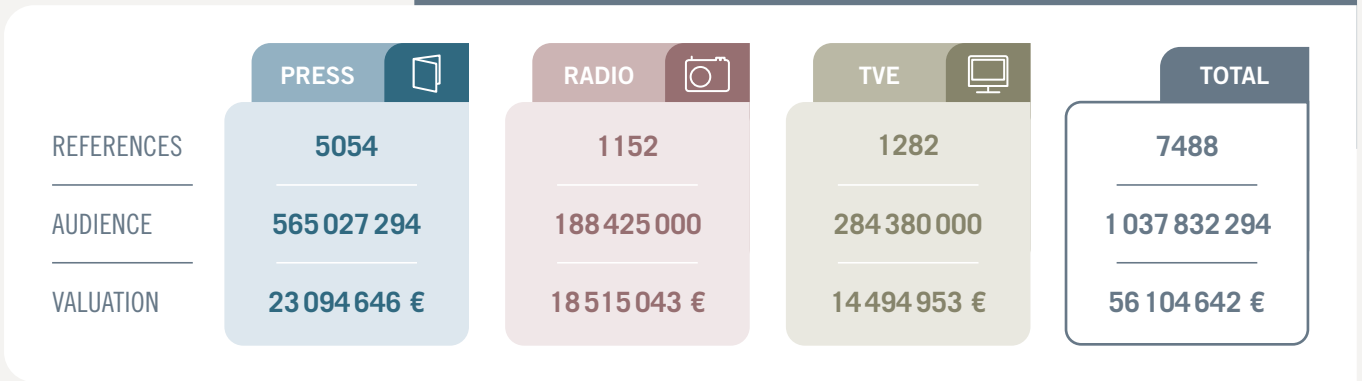 PRESS RADIO TVE TOTAL
REFERENCES 5054 1152 1282 7488
AUDIENCE 565 027 294 188 425 000 284 380 000 1 037 832 294
VALUATION 23 094 646 € 18 515 043 € 14 494 953 € 56 104 642 €